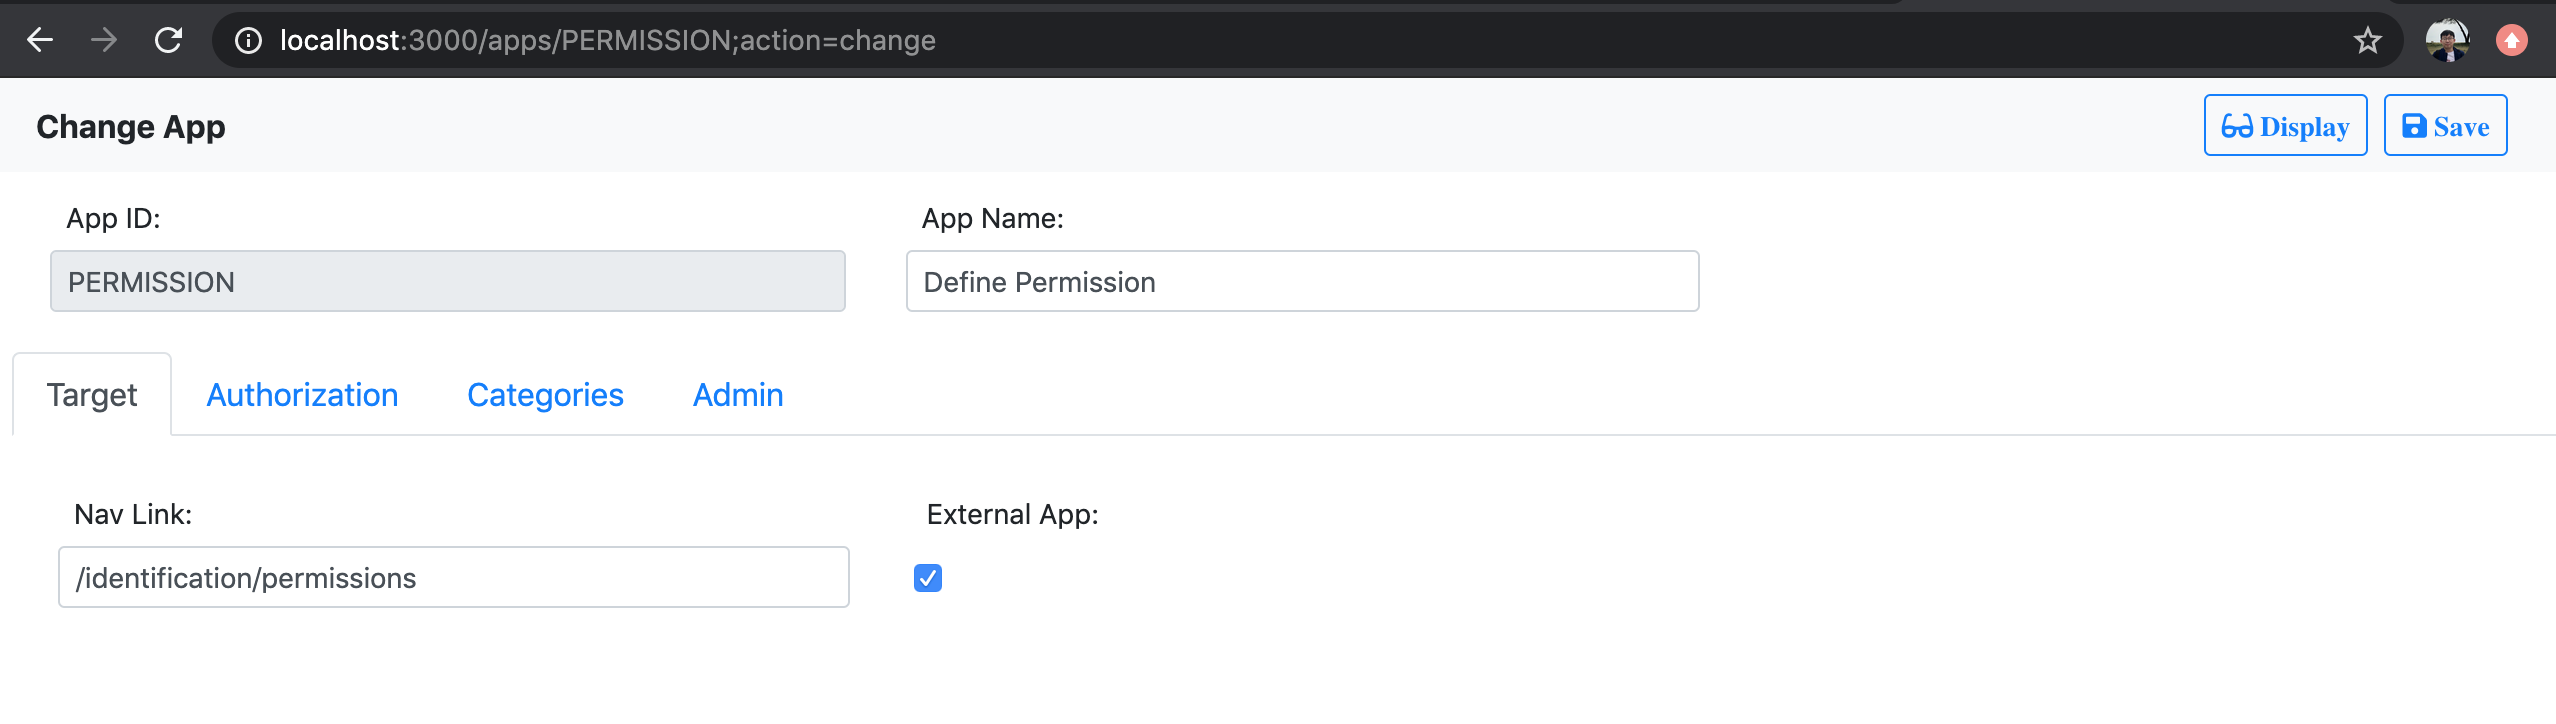 localhost:3000/apps/PERMISSION;action=change
Change App
Display
Save
App ID:
App Name:
PERMISSION
Define Permission
Target
Authorization
Categories
Admin
Nav Link:
External App:
/identification/permissions